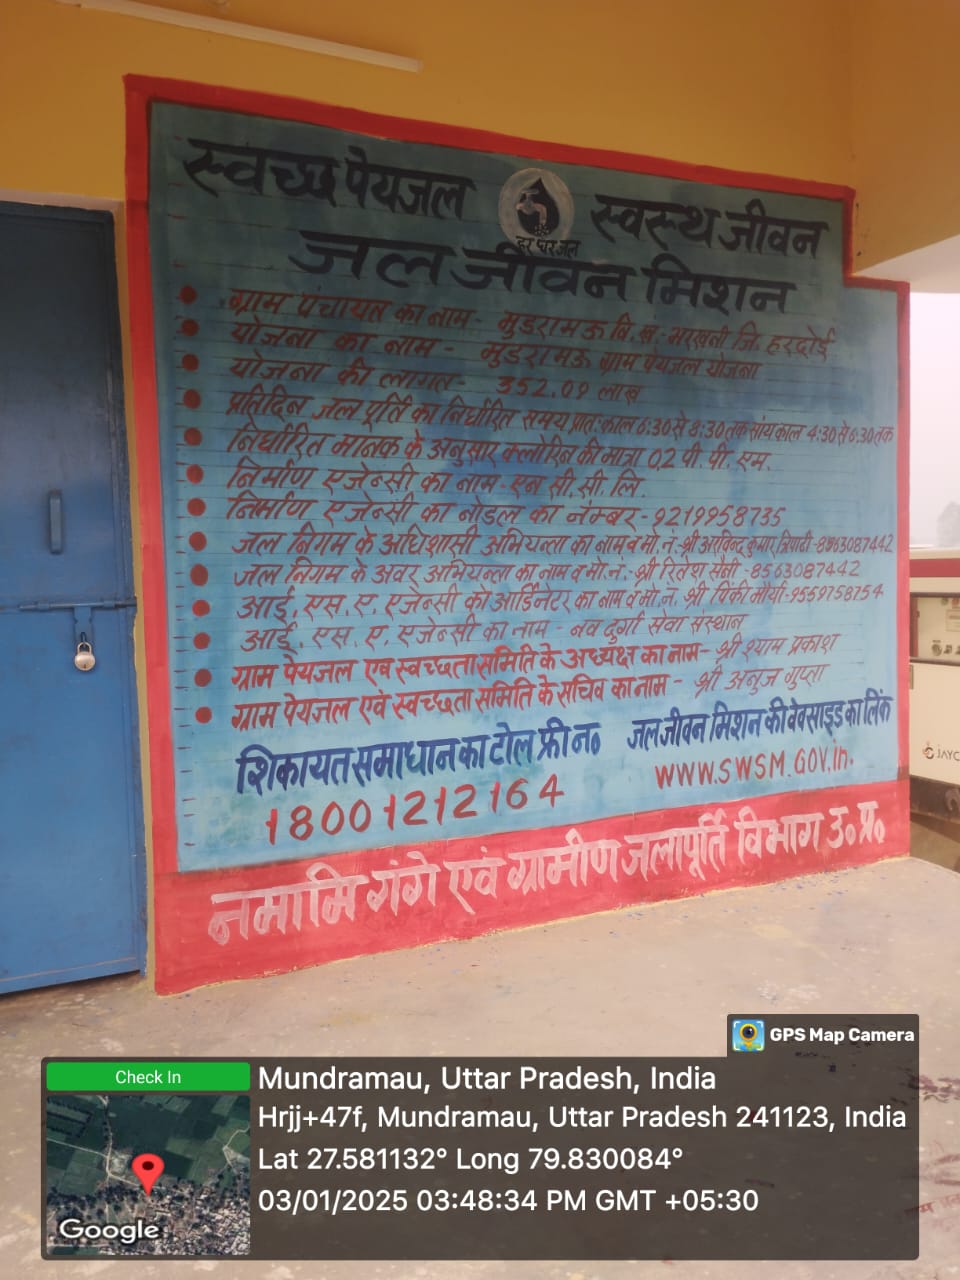 स्वच्छ पेयजल स्वस्थ जीवन
हर घर जल
जल जीवन मिशन
ग्राम पंचायत का नाम- मुडरामऊ वि.ख.-भरखनी जि. हरदोई
योजना का नाम- मुडरामऊ ग्राम पेयजल योजना
योजना की लागत- 352.09 लाख
प्रतिदिन जल पूर्ति का निर्धारित समय प्रात:काल 6:30 से 8:30 तक सांयकाल 4:30 से 6:30 तक
निर्धारित मानक के अनुसार क्लोरिन की मात्रा 0.2 पी. पी. एम.
निर्माण एजेन्सी का नाम-एन सी. सी. लि.
निर्माण एजेन्सी का नोडल का नम्बर-9219958735
जल निगम के अधिशासी अभियन्ता का नाम व मो. नं.-श्री अरविन्द कुमार त्रिपाठी-8563087442
जल निगम के अवर अभियन्ता का नाम व मो. नं.-श्री रितेश सैनी-8563087442
आई. एस. ए. एजेन्सी कोआर्डिनेटर का नाम व मो. नं. श्री पिंकी मौर्या-9559758754
आई. एस. ए. एजेन्सी का नाम- नव दुर्गा सेवा संस्थान
ग्राम पेयजल एवं स्वच्छता समिति के अध्यक्ष का नाम- श्री श्याम प्रकाश
ग्राम पेयजल एवं स्वच्छता समिति के सचिव का नाम- श्री अनुज गुप्ता
शिकायत समाधान का टोल फ्री न० जल जीवन मिशन की वेबसाइड का लिंक
18001212164 WWW.SWSM.GOV.in.
नमामि गंगे एवं ग्रामीण जलापूर्ति विभाग उ०प्र०
GPS Map Camera
Check In
Mundramau, Uttar Pradesh, India
Hrjj+47f, Mundramau, Uttar Pradesh 241123, India
Lat 27.581132° Long 79.830084°
03/01/2025 03:48:34 PM GMT +05:30
Google